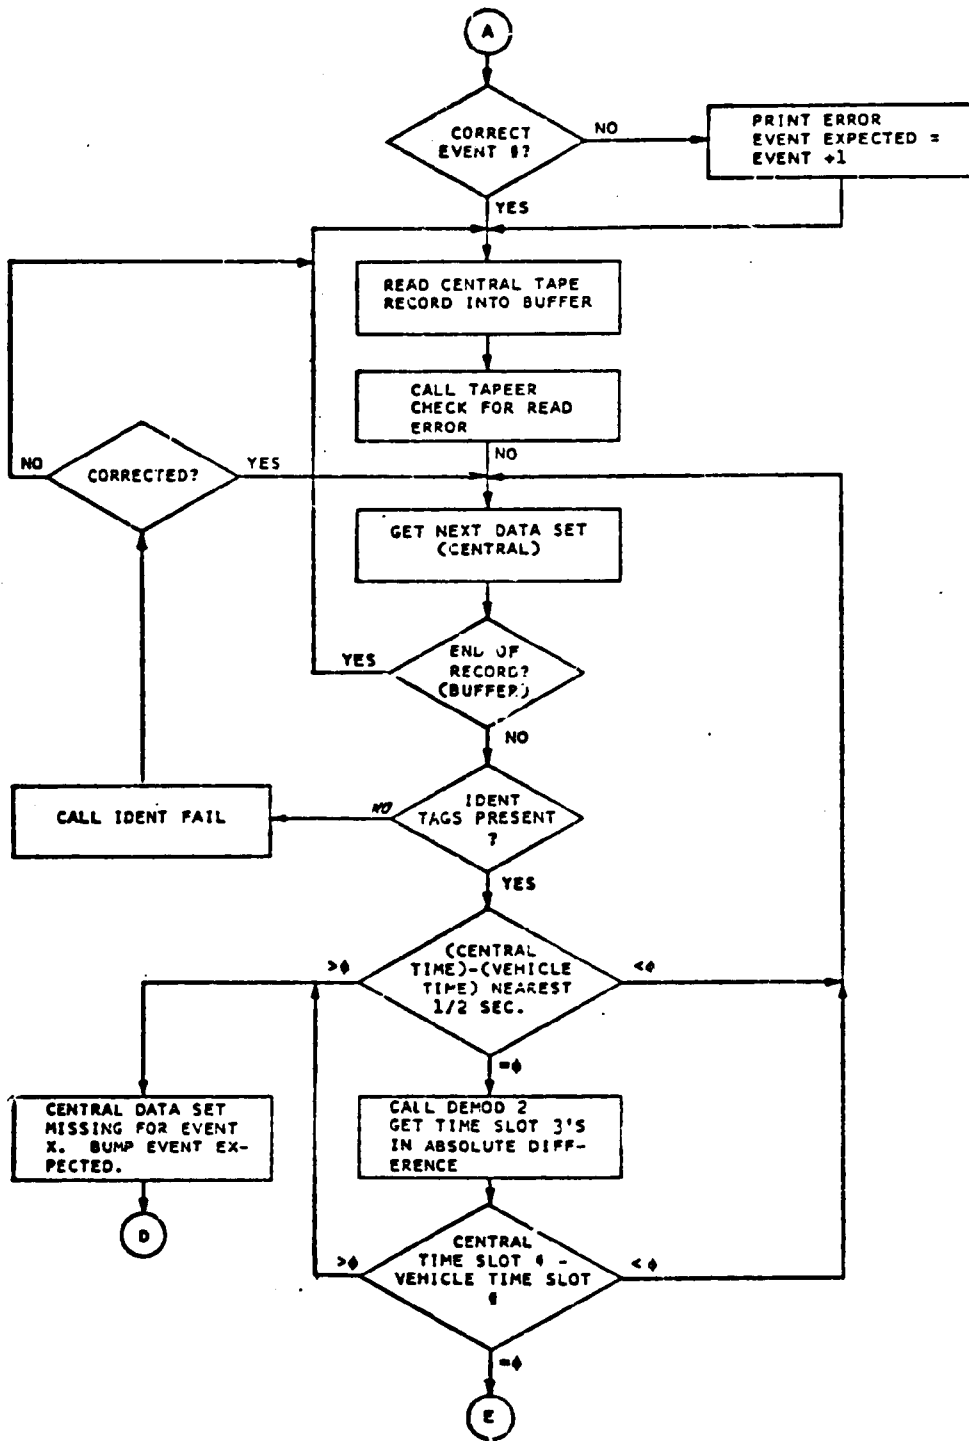 A
CORRECT
EVENT #?
NO
PRINT ERROR
EVENT EXPECTED =
EVENT +1
YES
READ CENTRAL TAPE
RECORD INTO BUFFER
CALL TAPEER
CHECK FOR READ
ERROR
NO
NO
CORRECTED?
YES
GET NEXT DATA SET
(CENTRAL)
YES
END OF
RECORD?
(BUFFER)
NO
CALL IDENT FAIL
NO
IDENT
TAGS PRESENT
?
YES
>ϕ
(CENTRAL
TIME)-(VEHICLE
TIME) NEAREST
1/2 SEC.
<ϕ
=ϕ
CENTRAL DATA SET
MISSING FOR EVENT
X. BUMP EVENT EX-
PECTED.
CALL DEMOD 2
GET TIME SLOT 3'S
IN ABSOLUTE DIFF-
ERENCE
D
>ϕ
CENTRAL
TIME SLOT # -
VEHICLE TIME SLOT
#
<ϕ
=ϕ
E